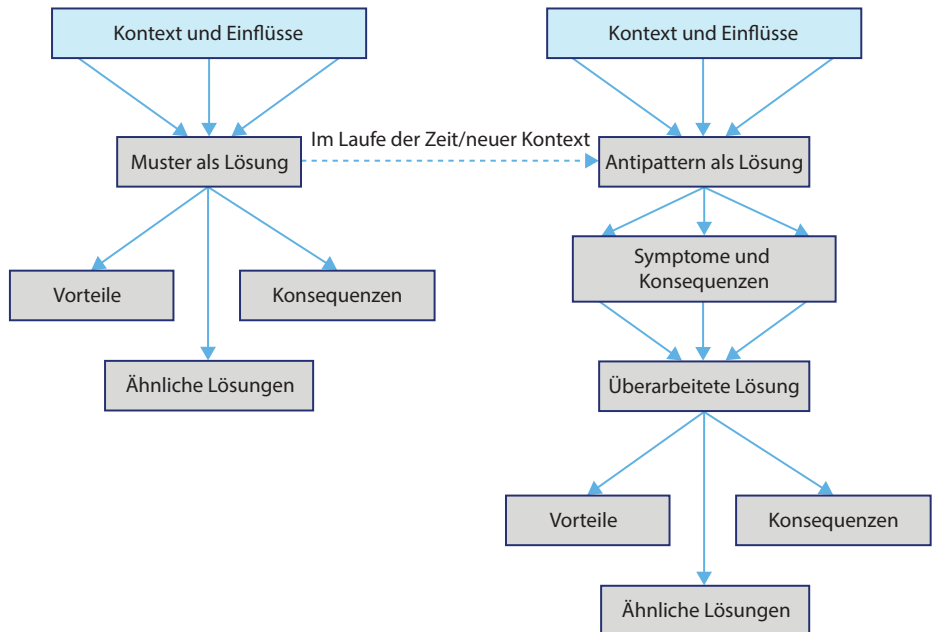 Kontext und Einflüsse
Kontext und Einflüsse
Im Laufe der Zeit/neuer Kontext
Muster als Lösung
Antipattern als Lösung
Symptome und
Konsequenzen
Vorteile
Konsequenzen
Ähnliche Lösungen
Überarbeitete Lösung
Vorteile
Konsequenzen
Ähnliche Lösungen